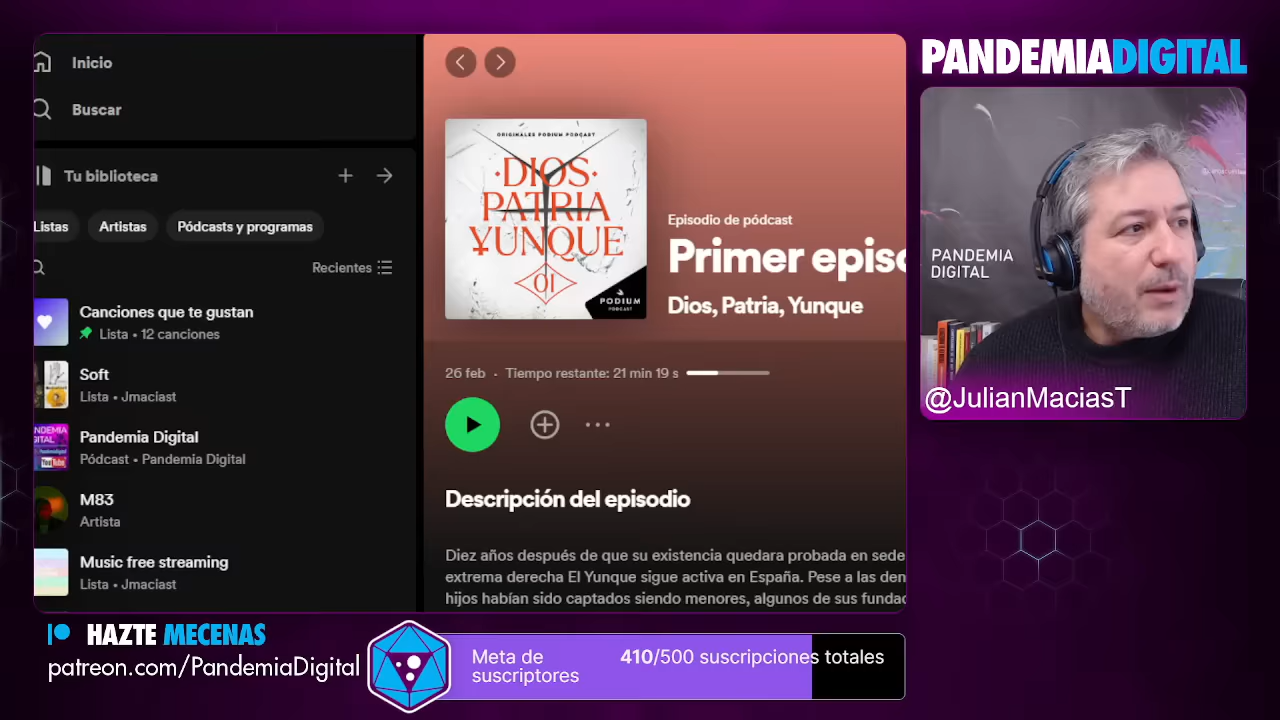 Inicio
Buscar
Tu biblioteca
Listas
Artistas
Pódcasts y programas
Recientes
Canciones que te gustan
Lista • 12 canciones
Soft
Lista • Jmaciast
Pandemia Digital
Pódcast • Pandemia Digital
M83
Artista
Music free streaming
Lista • Jmaciast
ORIGINALES PODIUM PODCAST
·DIOS·
PATRIA
YUNQUE
01
PODIUM
PODCAST
Episodio de pódcast
Primer episo
Dios, Patria, Yunque
26 feb · Tiempo restante: 21 min 19 s
Descripción del episodio
Diez años después de que su existencia quedara probada en sede
extrema derecha El Yunque sigue activa en España. Pese a las den
hijos habían sido captados siendo menores, algunos de sus fundac
PANDEMIADIGITAL
PANDEMIA
DIGITAL
@JulianMaciasT
HAZTE MECENAS
patreon.com/PandemiaDigital
Meta de
suscriptores
410/500 suscripciones totales